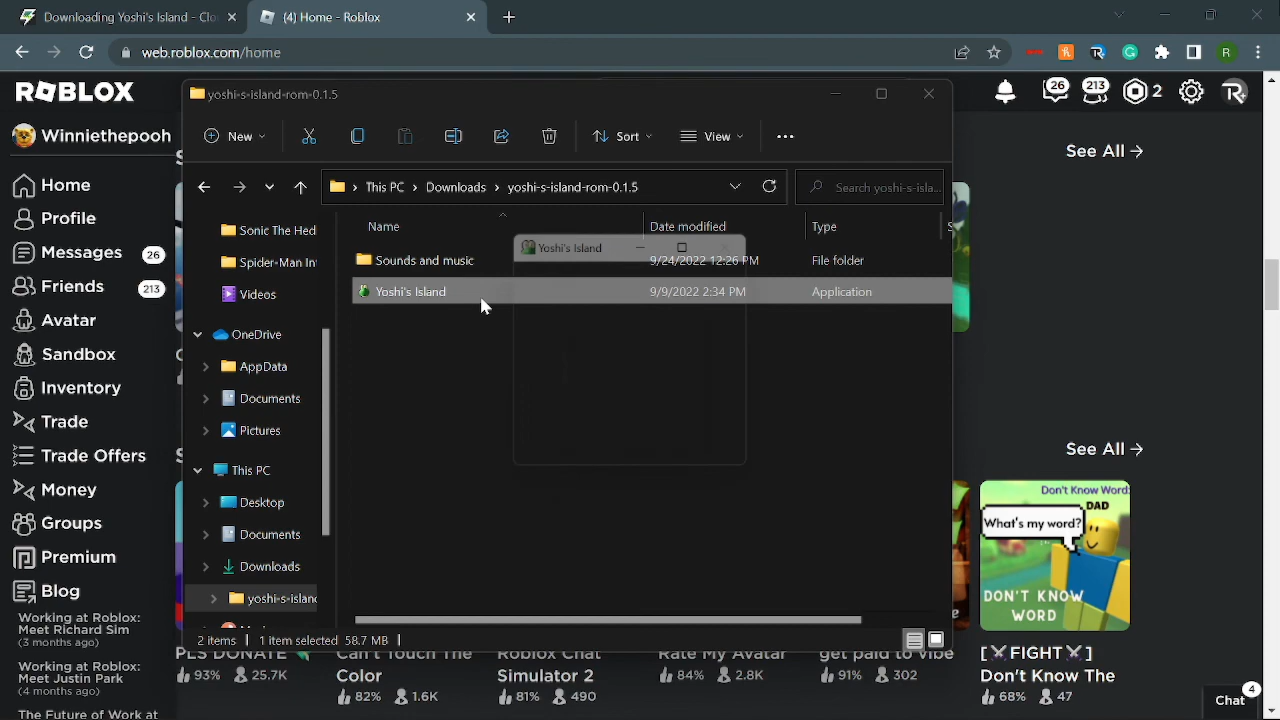 Downloading Yoshi's Island - Clo
(4) Home - Roblox
web.roblox.com/home
R
ROBLOX
26
213
2
Winniethepooh
Home
Profile
Messages 26
Friends 213
Avatar
Sandbox
Inventory
Trade
Trade Offers
Money
Groups
Premium
Blog
Working at Roblox:
Meet Richard Sim
(3 months ago)
Working at Roblox:
Meet Justin Park
(4 months ago)
The Future of Work at
yoshi-s-island-rom-0.1.5
New
Sort
View
This PC > Downloads > yoshi-s-island-rom-0.1.5
Search yoshi-s-isla...
Name
Date modified
Type
Sonic The Hed
Spider-Man In
Videos
OneDrive
AppData
Documents
Pictures
This PC
Desktop
Documents
Downloads
yoshi-s-island
Sounds and music
9/24/2022 12:26 PM
File folder
Yoshi's Island
9/9/2022 2:34 PM
Application
Yoshi's Island
2 items
1 item selected 58.7 MB
See All →
See All →
Don't Know Word:
DAD
What's my word?
DON'T KNOW
WORD
PLS DONATE
93% 25.7K
Can't Touch The
Color
82% 1.6K
Roblox Chat
Simulator 2
81% 490
Rate My Avatar
84% 2.8K
get paid to vibe
91% 302
[⚔️FIGHT⚔️]
Don't Know The
68% 47
Chat 4